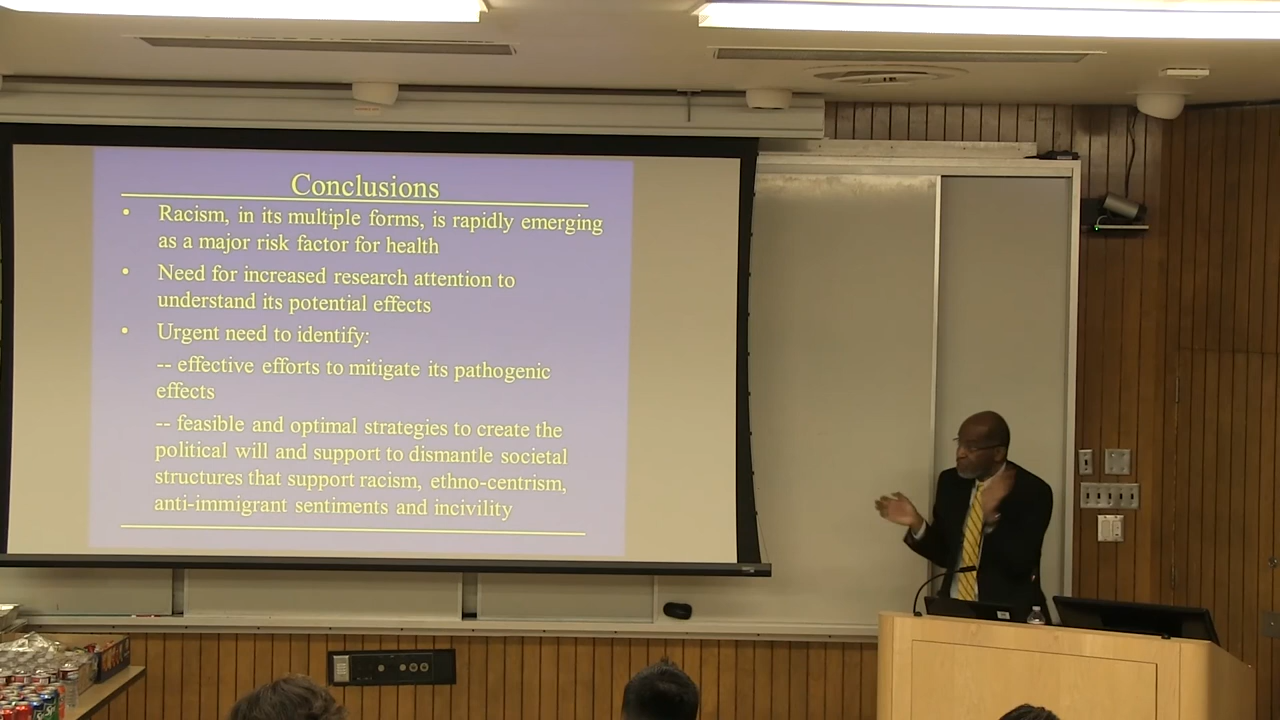 Conclusions
• Racism, in its multiple forms, is rapidly emerging
as a major risk factor for health
• Need for increased research attention to
understand its potential effects
• Urgent need to identify:
-- effective efforts to mitigate its pathogenic
effects
-- feasible and optimal strategies to create the
political will and support to dismantle societal
structures that support racism, ethno-centrism,
anti-immigrant sentiments and incivility